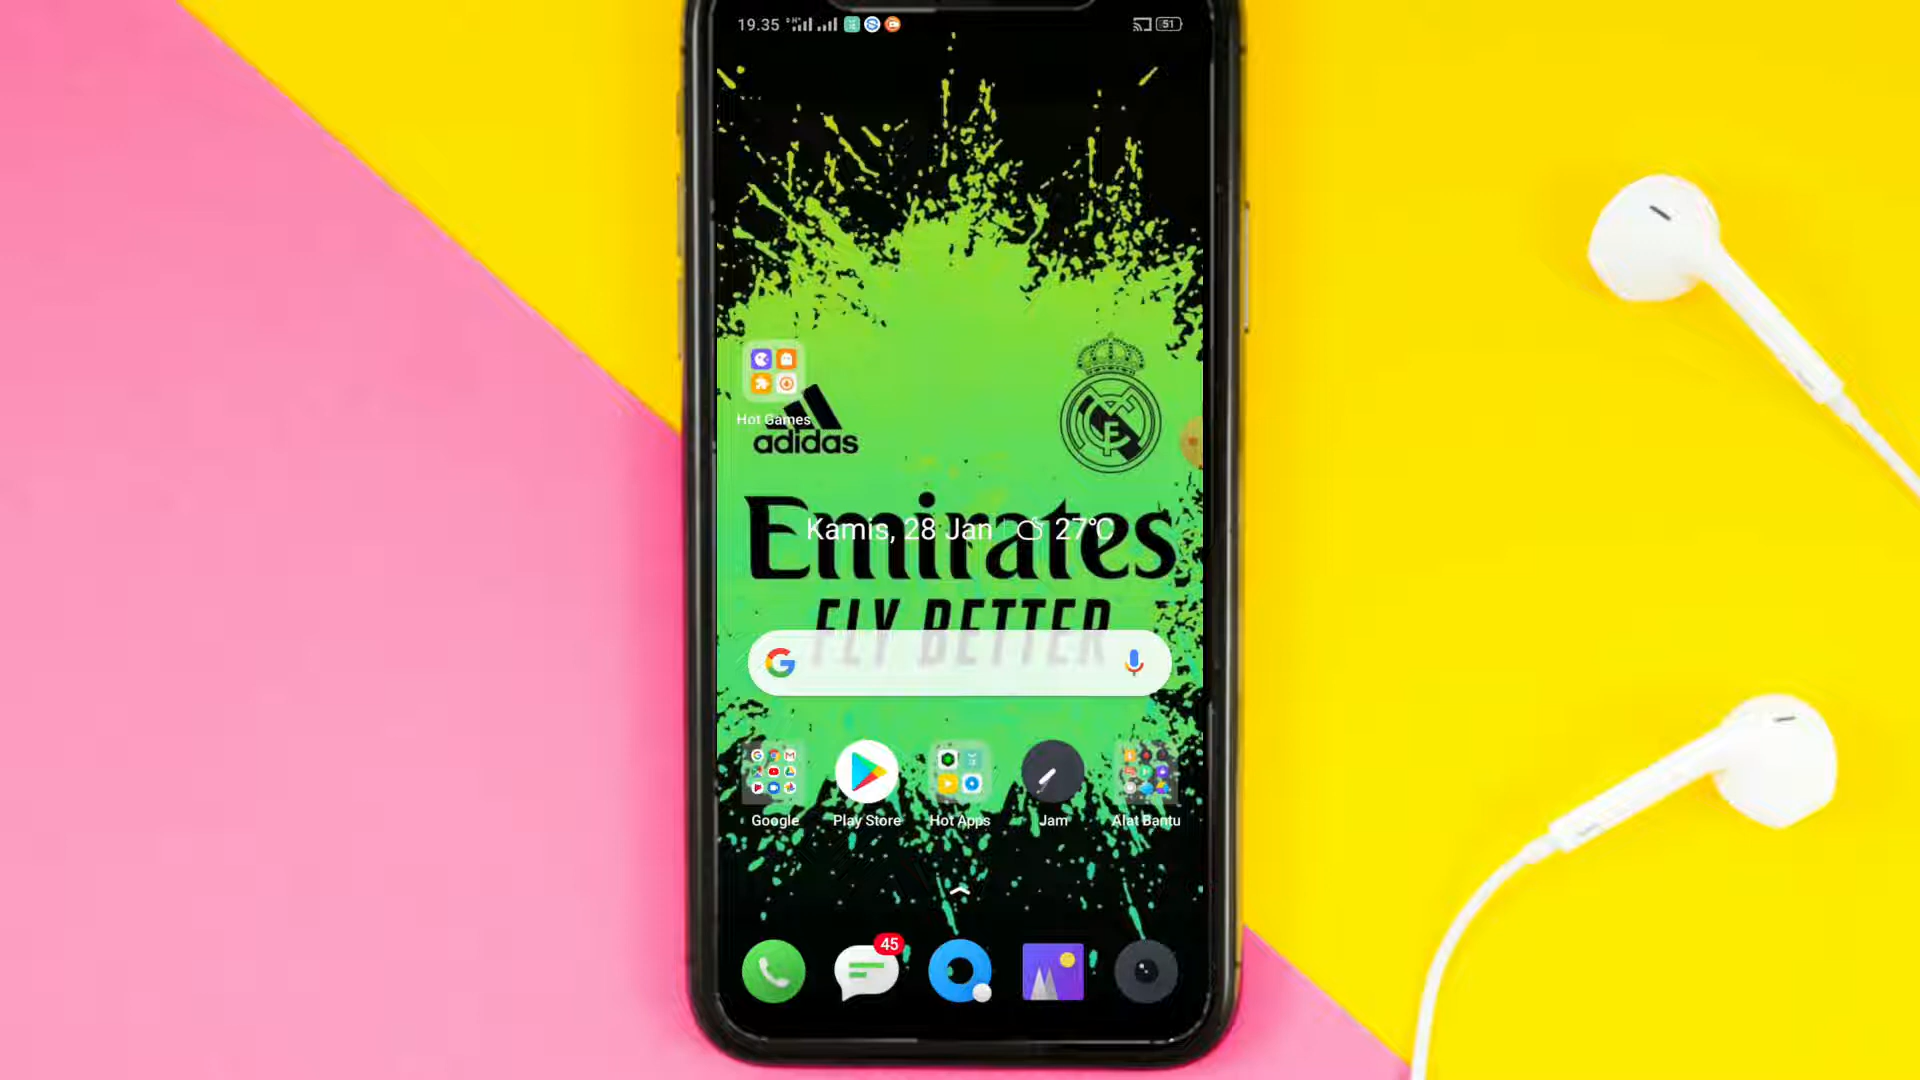 19.35
51
Hot Games
adidas
Emirates
Kamis, 28 Jan 27°C
FLY BETTER
Google
Play Store
Hot Apps
Jam
Alat Bantu
45